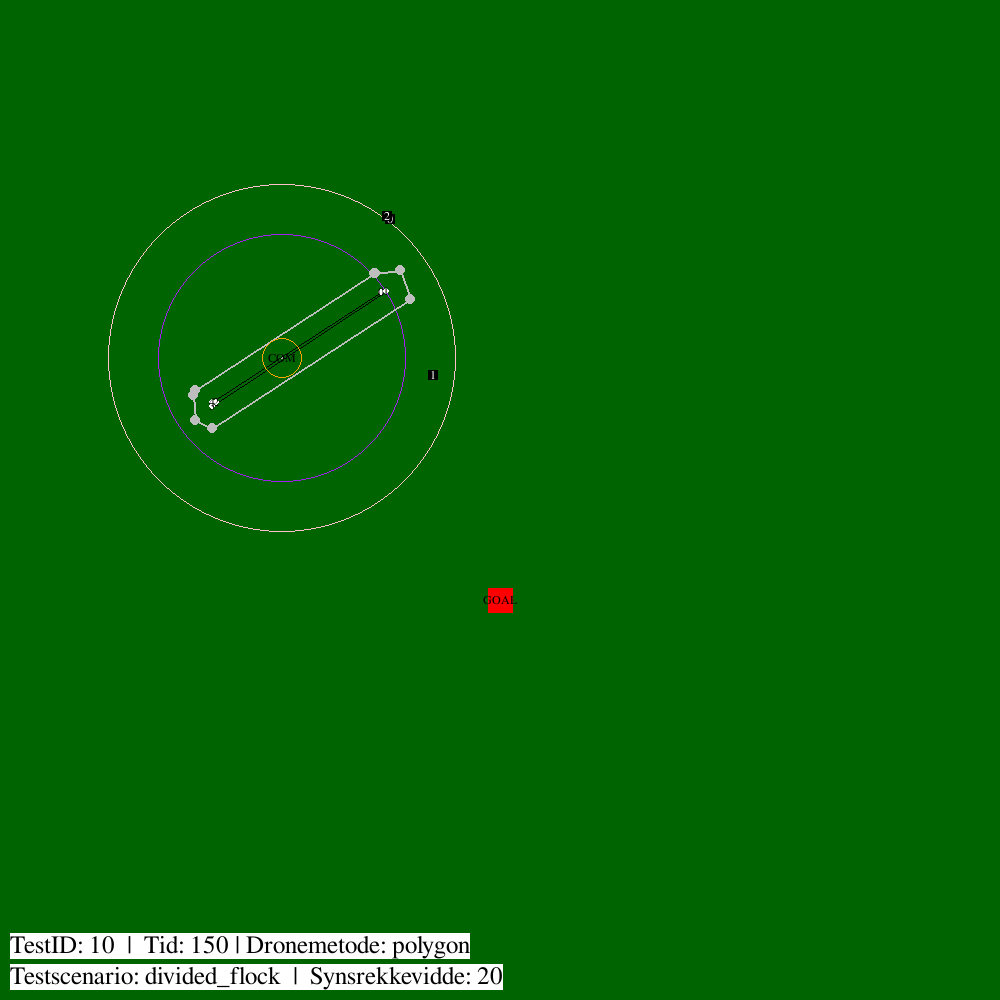 2
COM
1
GOAL
TestID: 10 | Tid: 150 | Dronemetode: polygon
Testscenario: divided_flock | Synsrekkevidde: 20